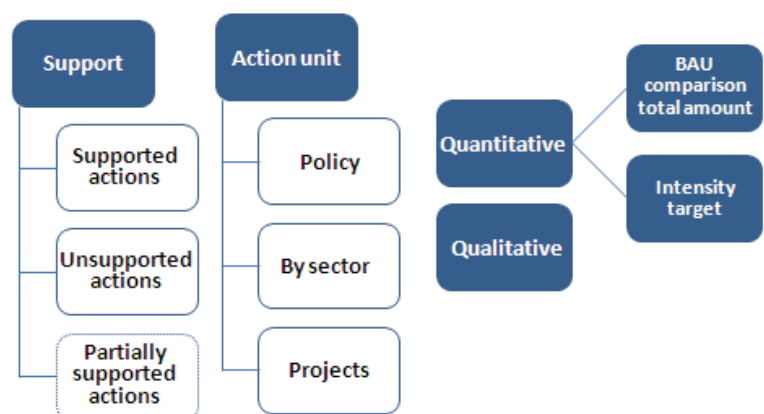 Support
Supported
actions
Unsupported
actions
Partially
supported
actions
Action unit
Policy
By sector
Projects
Quantitative
Qualitative
BAU
comparison
total amount
Intensity
target